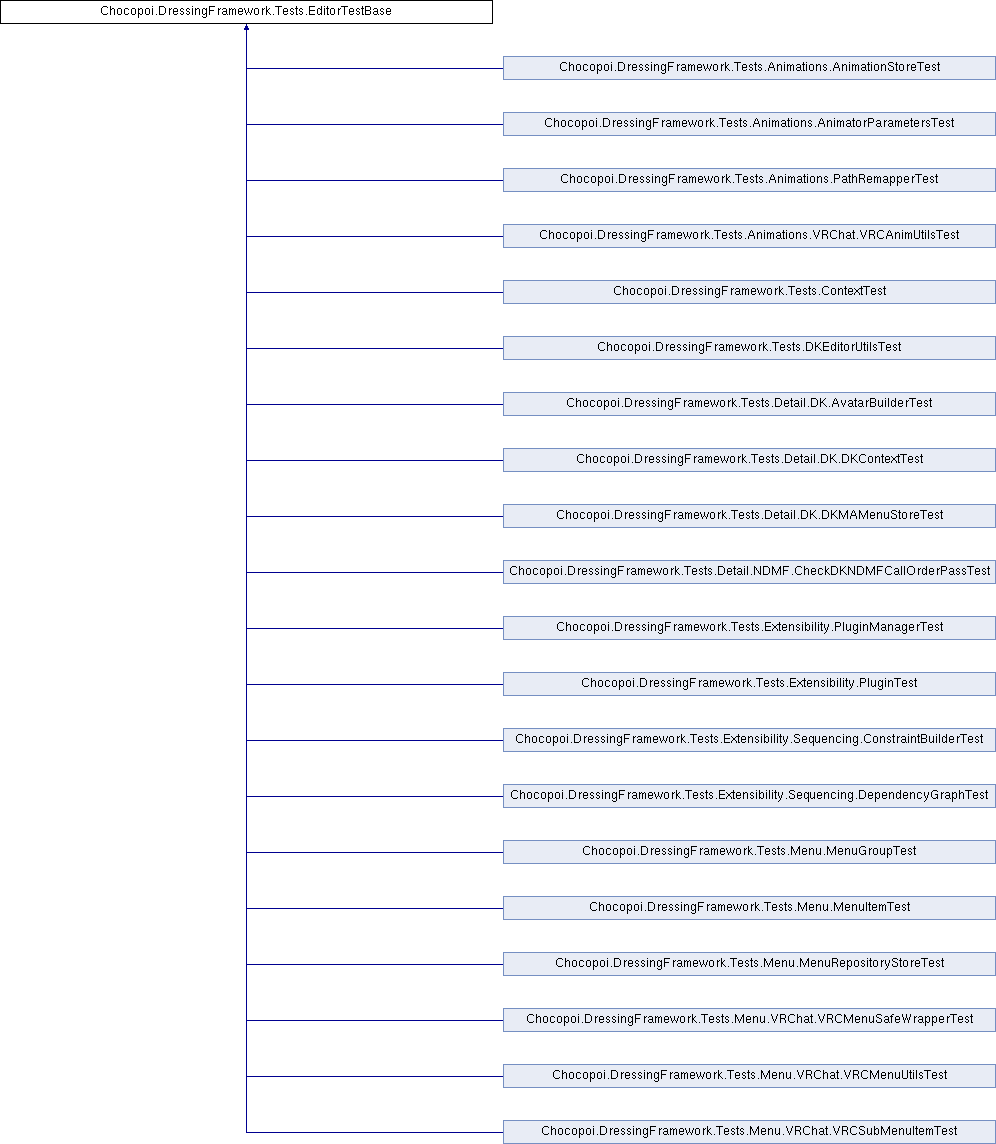 Chocopoi.DressingFramework.Tests.EditorTestBase
Chocopoi.DressingFramework.Tests.Animations.AnimationStoreTest
Chocopoi.DressingFramework.Tests.Animations.AnimatorParametersTest
Chocopoi.DressingFramework.Tests.Animations.PathRemapperTest
Chocopoi.DressingFramework.Tests.Animations.VRChat.VRCAnimUtilsTest
Chocopoi.DressingFramework.Tests.ContextTest
Chocopoi.DressingFramework.Tests.DKEditorUtilsTest
Chocopoi.DressingFramework.Tests.Detail.DK.AvatarBuilderTest
Chocopoi.DressingFramework.Tests.Detail.DK.DKContextTest
Chocopoi.DressingFramework.Tests.Detail.DK.DKMAMenuStoreTest
Chocopoi.DressingFramework.Tests.Detail.NDMF.CheckDKNDMFCallOrderPassTest
Chocopoi.DressingFramework.Tests.Extensibility.PluginManagerTest
Chocopoi.DressingFramework.Tests.Extensibility.PluginTest
Chocopoi.DressingFramework.Tests.Extensibility.Sequencing.ConstraintBuilderTest
Chocopoi.DressingFramework.Tests.Extensibility.Sequencing.DependencyGraphTest
Chocopoi.DressingFramework.Tests.Menu.MenuGroupTest
Chocopoi.DressingFramework.Tests.Menu.MenuItemTest
Chocopoi.DressingFramework.Tests.Menu.MenuRepositoryStoreTest
Chocopoi.DressingFramework.Tests.Menu.VRChat.VRCMenuSafeWrapperTest
Chocopoi.DressingFramework.Tests.Menu.VRChat.VRCMenuUtilsTest
Chocopoi.DressingFramework.Tests.Menu.VRChat.VRCSubMenuItemTest